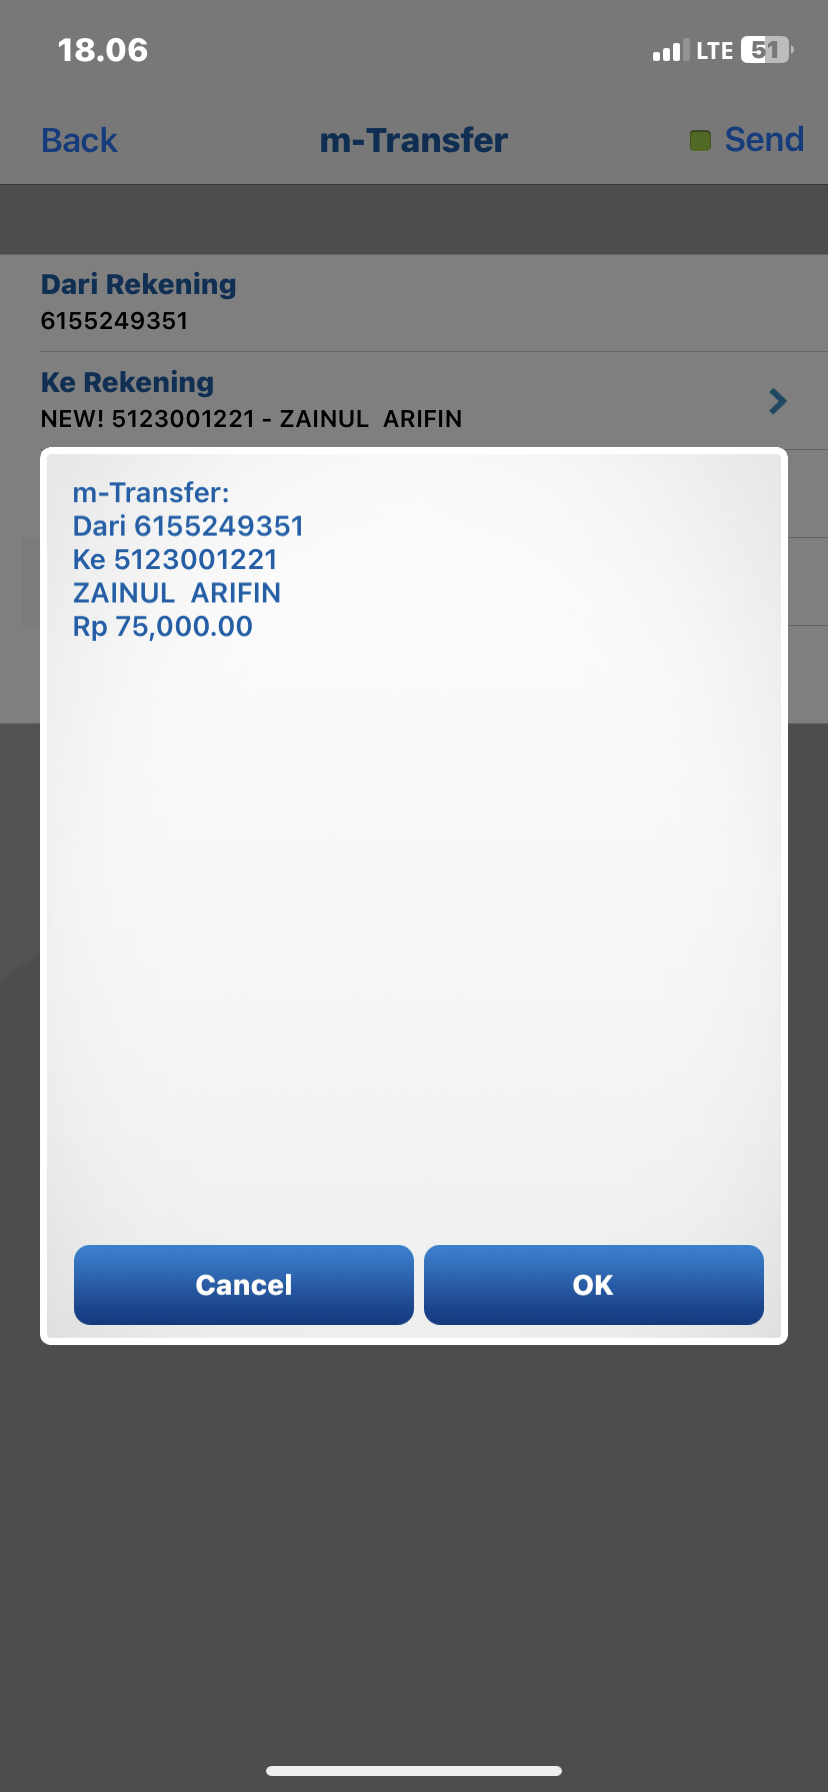 18.06
LTE 51
Back
m-Transfer
Send
Dari Rekening
6155249351
Ke Rekening
NEW! 5123001221 - ZAINUL  ARIFIN
m-Transfer:
Dari 6155249351
Ke 5123001221
ZAINUL  ARIFIN
Rp 75,000.00
Cancel
OK